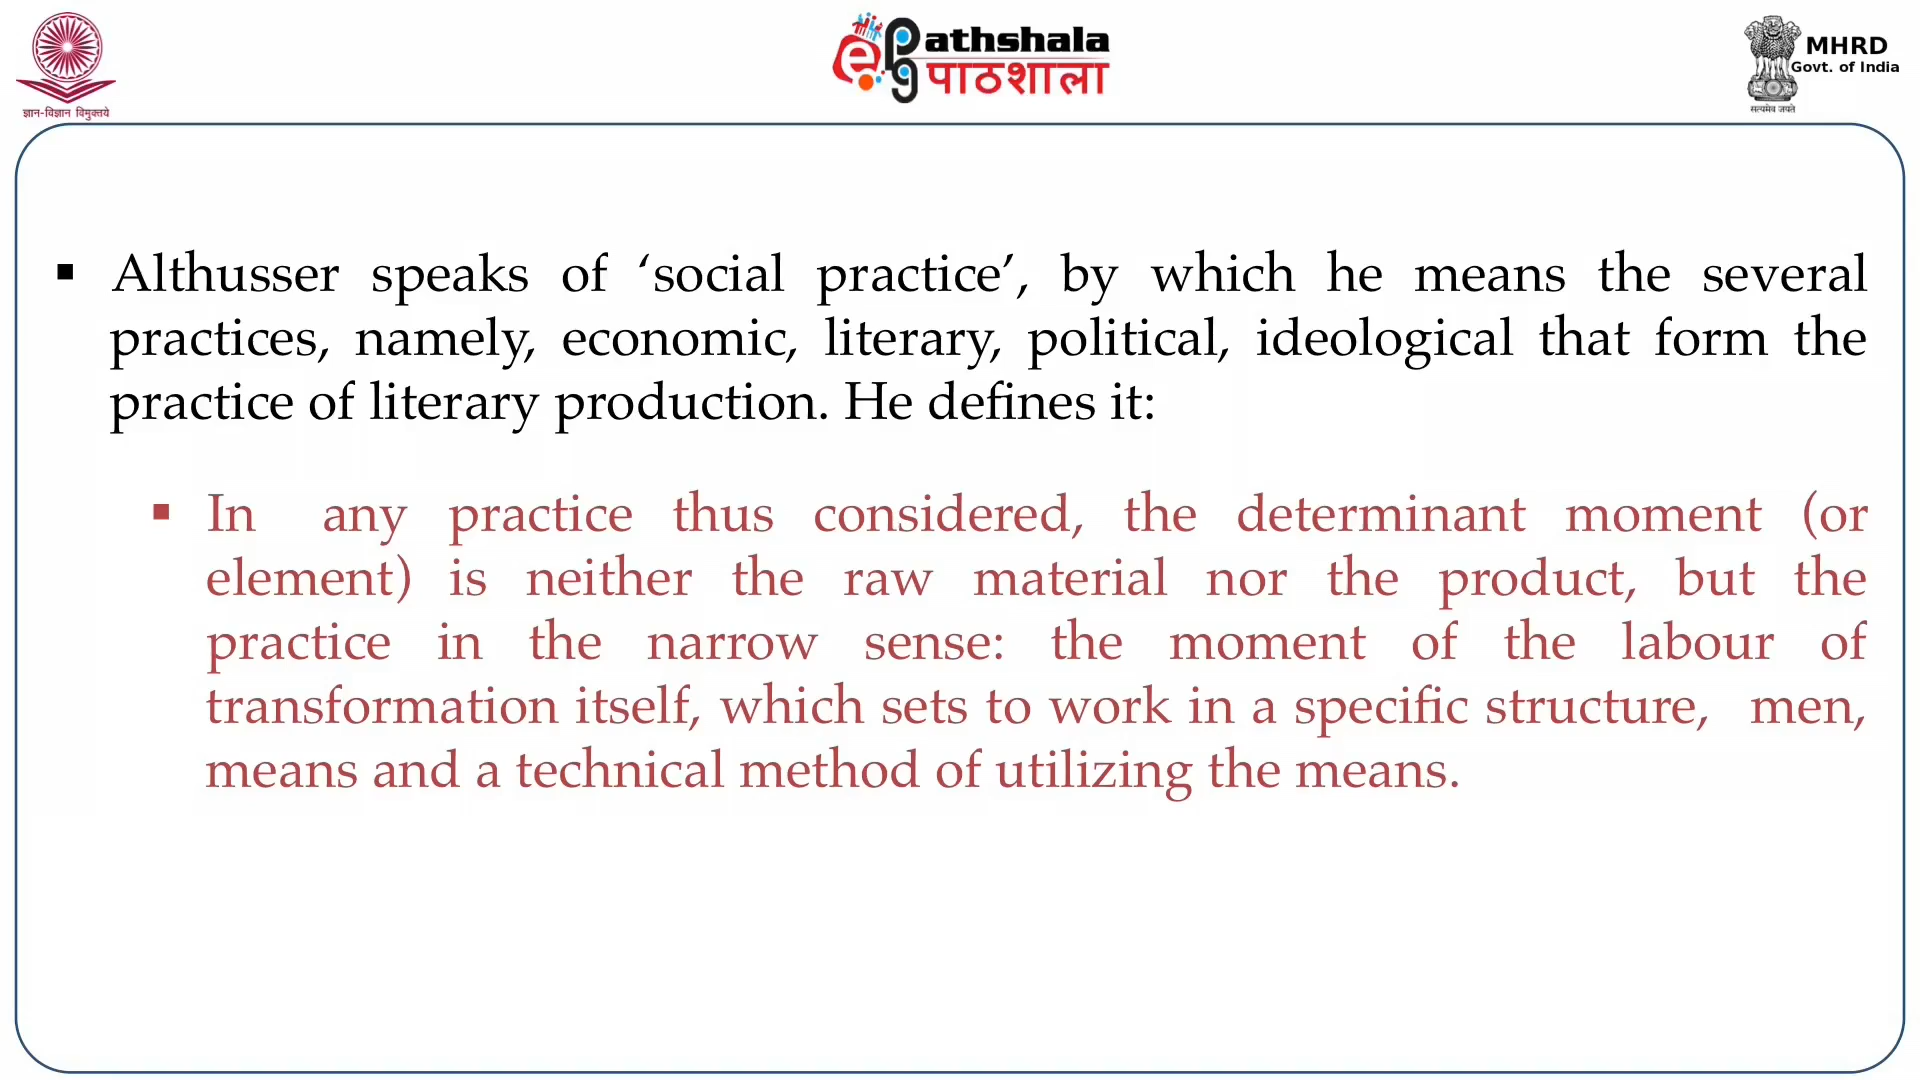 ज्ञान-विज्ञान विमुक्तये
athshala
पाठशाला
MHRD
Govt. of India
सत्यमेव जयते
▪ Althusser speaks of ‘social practice’, by which he means the several
practices, namely, economic, literary, political, ideological that form the
practice of literary production. He defines it:
▪ In any practice thus considered, the determinant moment (or
element) is neither the raw material nor the product, but the
practice in the narrow sense: the moment of the labour of
transformation itself, which sets to work in a specific structure, men,
means and a technical method of utilizing the means.